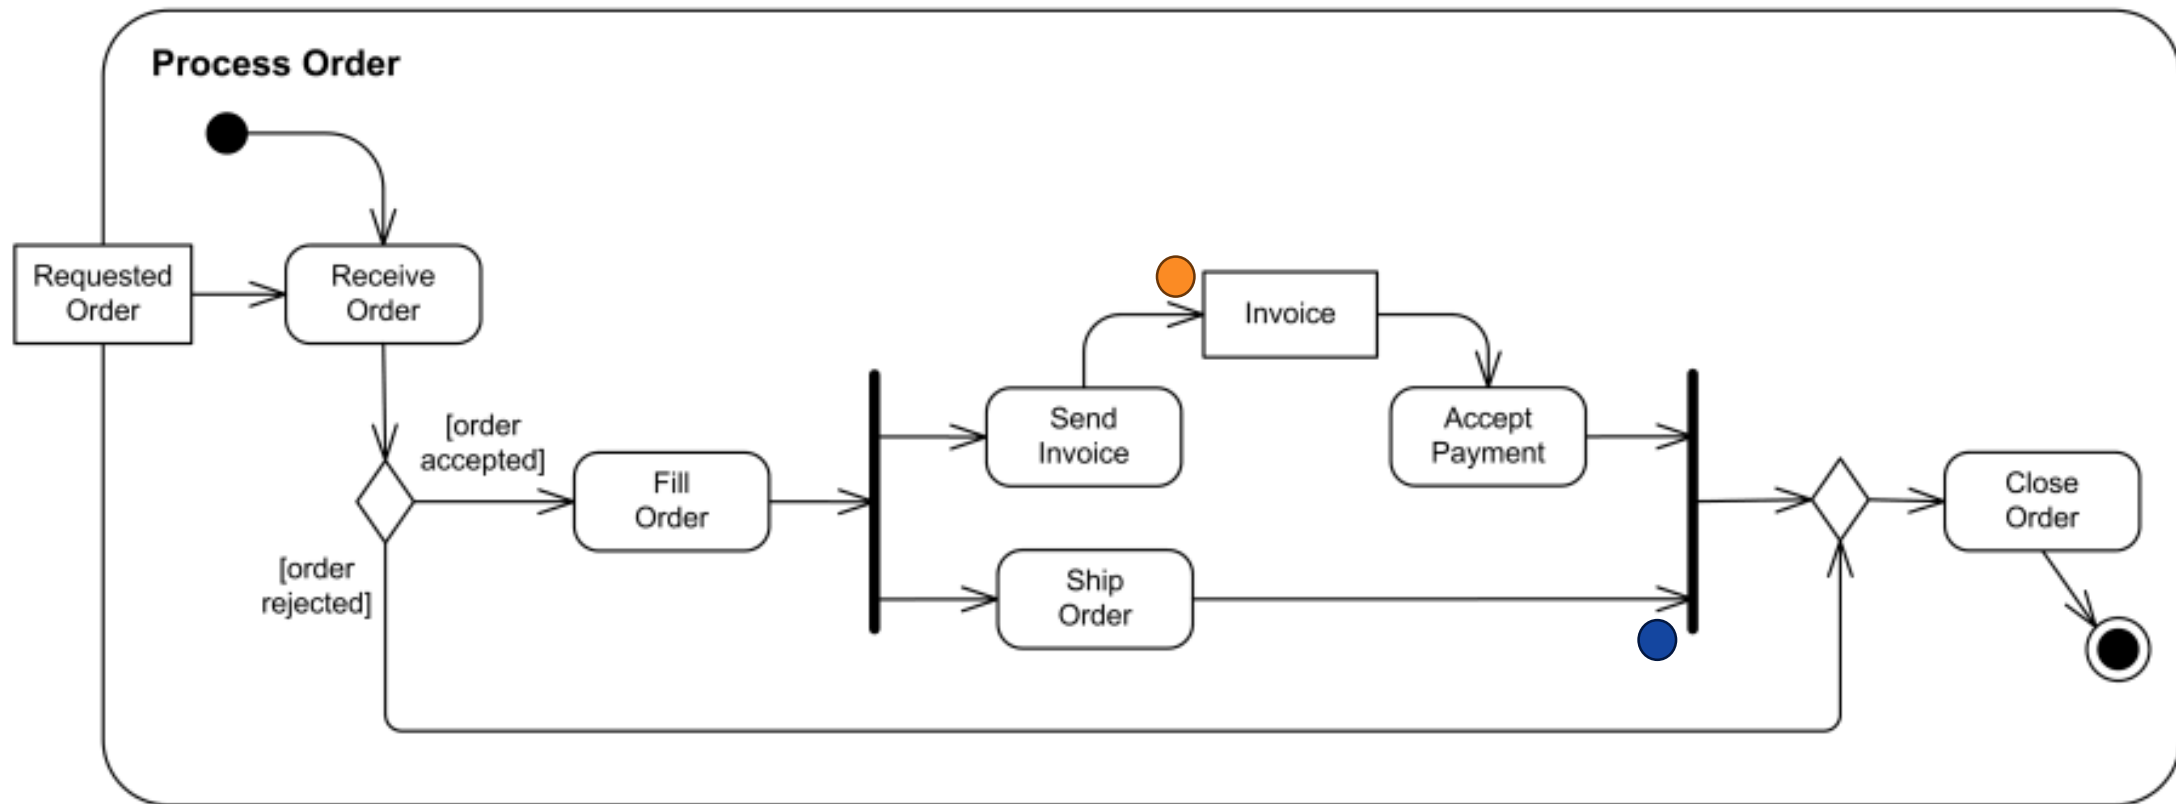 Process Order
Requested
Order
Receive
Order
[order
accepted]
[order
rejected]
Fill
Order
Send
Invoice
Invoice
Accept
Payment
Ship
Order
Close
Order